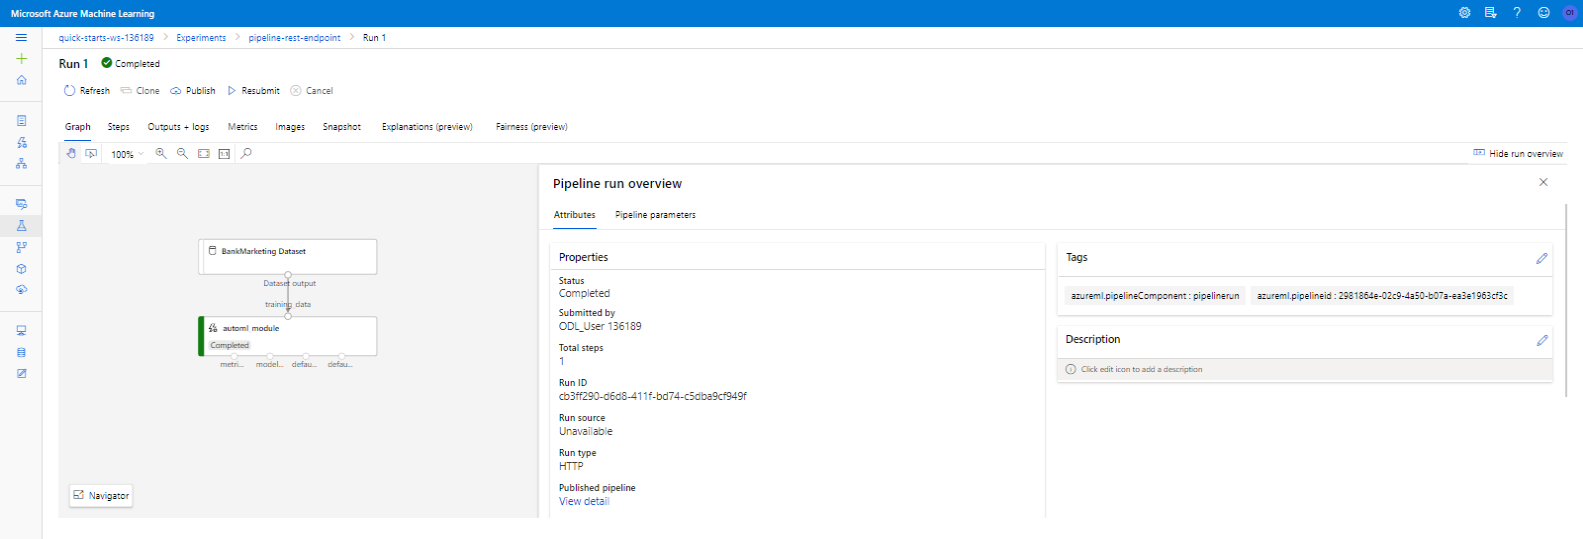 Microsoft Azure Machine Learning
quick-starts-ws-136189 > Experiments > pipeline-rest-endpoint > Run 1
Run 1 Completed
Refresh Clone Publish Resubmit Cancel
Graph Steps Outputs + logs Metrics Images Snapshot Explanations (preview) Fairness (preview)
100% 1:1 Hide run overview
BankMarketing Dataset
Dataset output
training_data
automl_module
Completed
metri... model... defau... defau...
Navigator
Pipeline run overview
Attributes Pipeline parameters
Properties
Status
Completed
Submitted by
ODL_User 136189
Total steps
1
Run ID
cb3ff290-d6d8-411f-bd74-c5dba9cf949f
Run source
Unavailable
Run type
HTTP
Published pipeline
View detail
Tags
azureml.pipelineComponent : pipelinerun azureml.pipelineid : 2981864e-02c9-4a50-b07a-ea3e1963cf3c
Description
Click edit icon to add a description